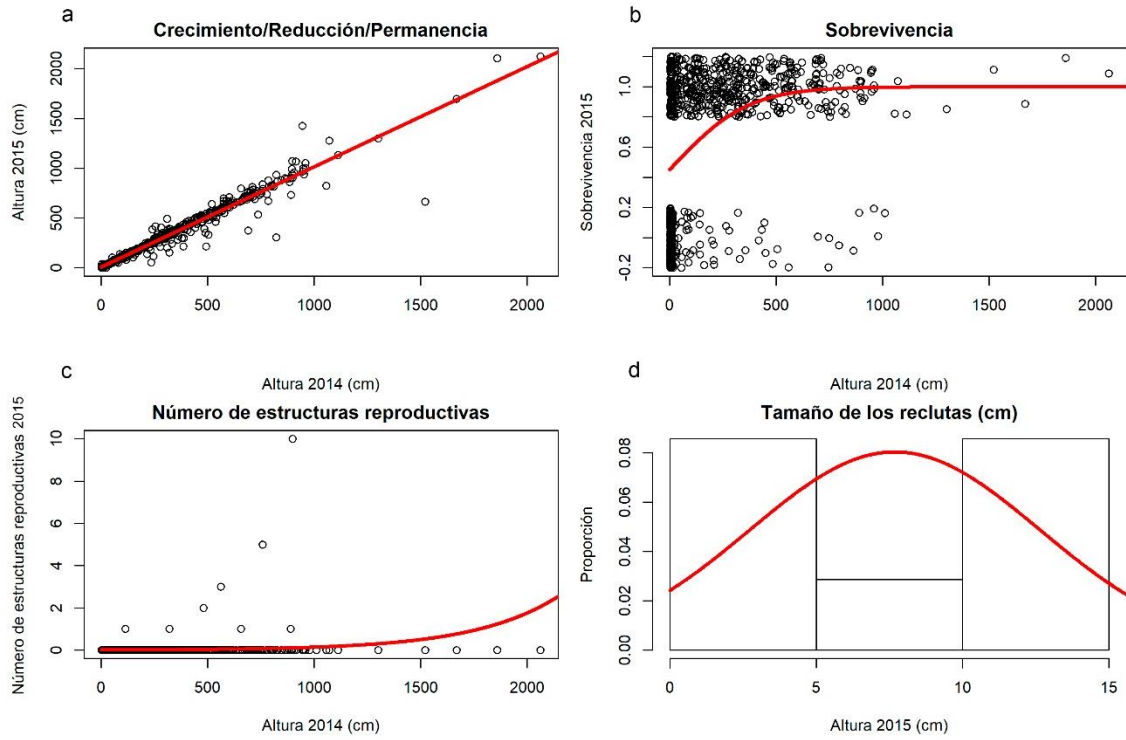 a
Crecimiento/Reducción/Permanencia
Altura 2015 (cm)
2000
1500
1000
500
0
0 500 1000 1500 2000
Altura 2014 (cm)
b
Sobrevivencia
Sobrevivencia 2015
1.0
0.6
0.2
-0.2
0 500 1000 1500 2000
Altura 2014 (cm)
c
Número de estructuras reproductivas
Número de estructuras reproductivas 2015
10
8
6
4
2
0
0 500 1000 1500 2000
Altura 2014 (cm)
d
Tamaño de los reclutas (cm)
Proporción
0.08
0.06
0.04
0.02
0.00
0 5 10 15
Altura 2015 (cm)